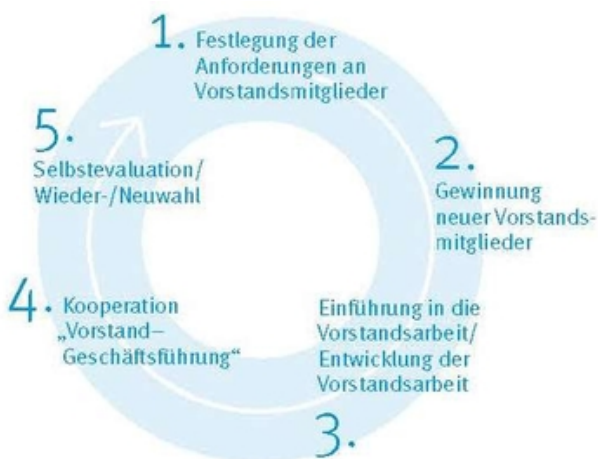 1. Festlegung der
Anforderungen an
Vorstandsmitglieder
2.
Gewinnung
neuer Vorstands-
mitglieder
Einführung in die
Vorstandsarbeit/
Entwicklung der
Vorstandsarbeit
3.
4. Kooperation
„Vorstand–
Geschäftsführung“
5.
Selbstevaluation/
Wieder-/Neuwahl